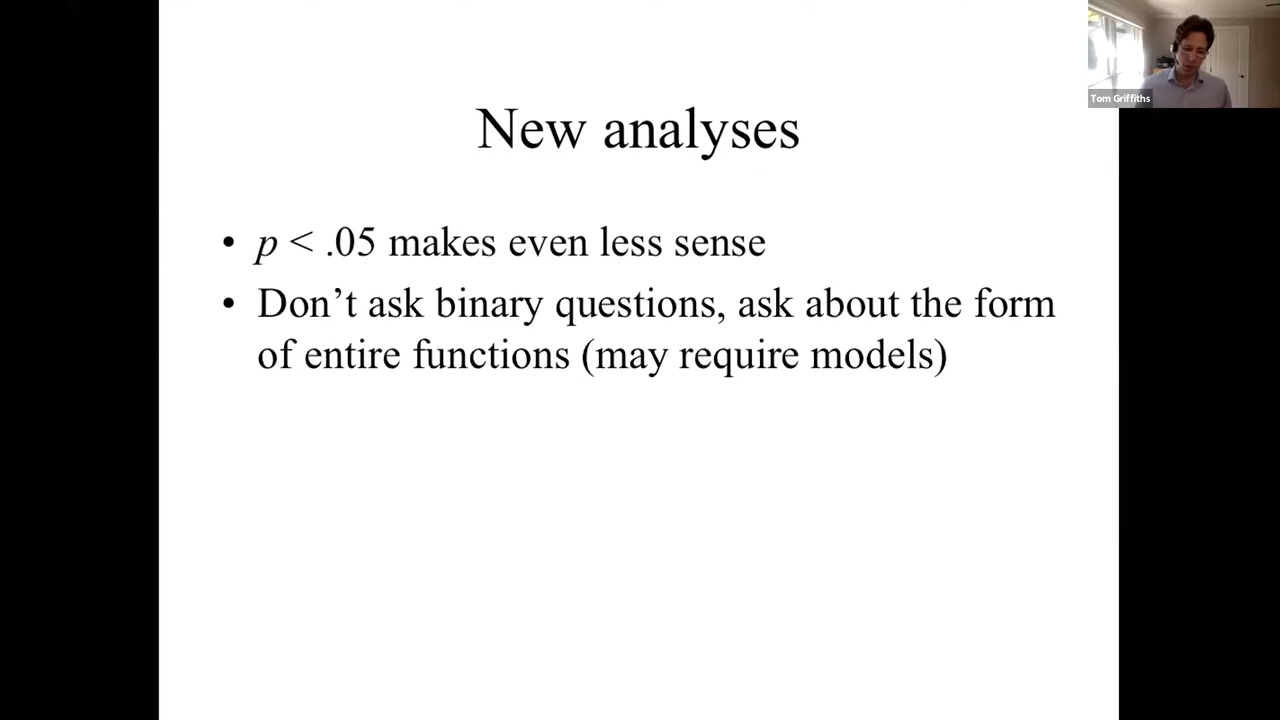 New analyses
• p < .05 makes even less sense
• Don't ask binary questions, ask about the form
of entire functions (may require models)
Tom Griffiths